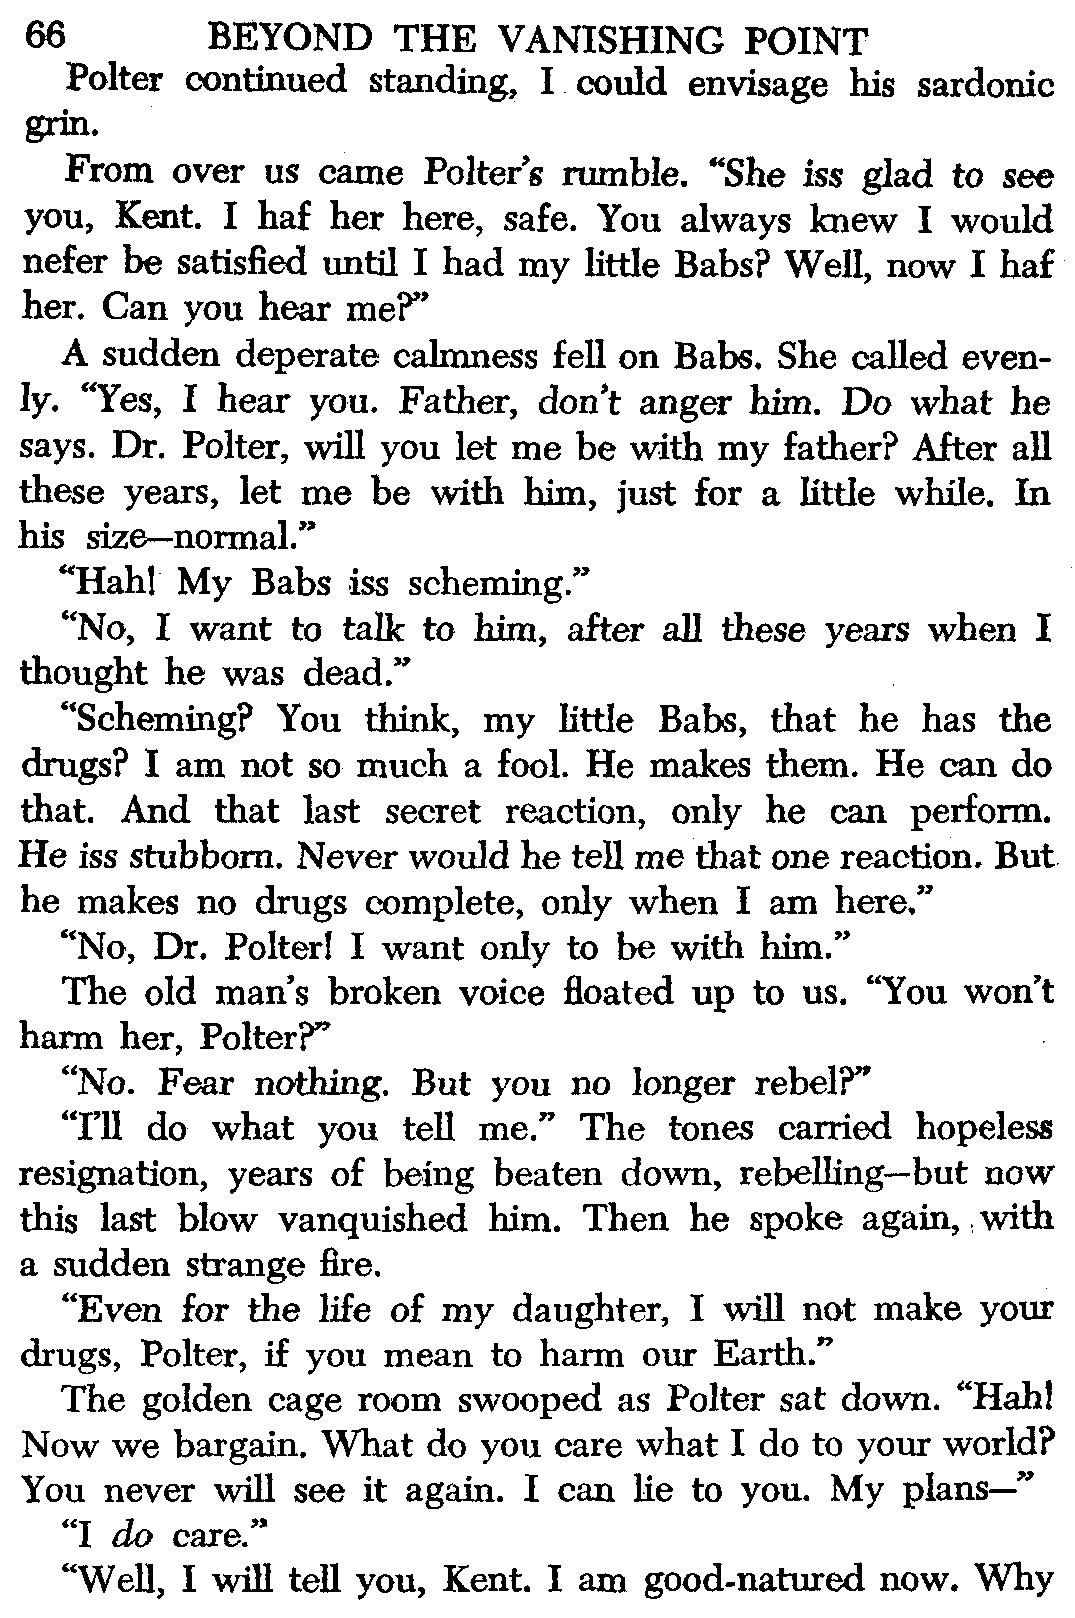 66 BEYOND THE VANISHING POINT
Polter continued standing, I could envisage his sardonic
grin.
From over us came Polter's rumble. “She iss glad to see
you, Kent. I haf her here, safe. You always knew I would
nefer be satisfied until I had my little Babs? Well, now I haf
her. Can you hear me?”
A sudden deperate calmness fell on Babs. She called even-
ly. “Yes, I hear you. Father, don't anger him. Do what he
says. Dr. Polter, will you let me be with my father? After all
these years, let me be with him, just for a little while. In
his size—normal.”
“Hah! My Babs iss scheming.”
“No, I want to talk to him, after all these years when I
thought he was dead.”
“Scheming? You think, my little Babs, that he has the
drugs? I am not so much a fool. He makes them. He can do
that. And that last secret reaction, only he can perform.
He iss stubborn. Never would he tell me that one reaction. But
he makes no drugs complete, only when I am here.”
“No, Dr. Polter! I want only to be with him.”
The old man's broken voice floated up to us. “You won't
harm her, Polter?”
“No. Fear nothing. But you no longer rebel?”
“I'll do what you tell me.” The tones carried hopeless
resignation, years of being beaten down, rebelling—but now
this last blow vanquished him. Then he spoke again, with
a sudden strange fire.
“Even for the life of my daughter, I will not make your
drugs, Polter, if you mean to harm our Earth.”
The golden cage room swooped as Polter sat down. “Hah!
Now we bargain. What do you care what I do to your world?
You never will see it again. I can lie to you. My plans—”
“I do care.”
“Well, I will tell you, Kent. I am good-natured now. Why